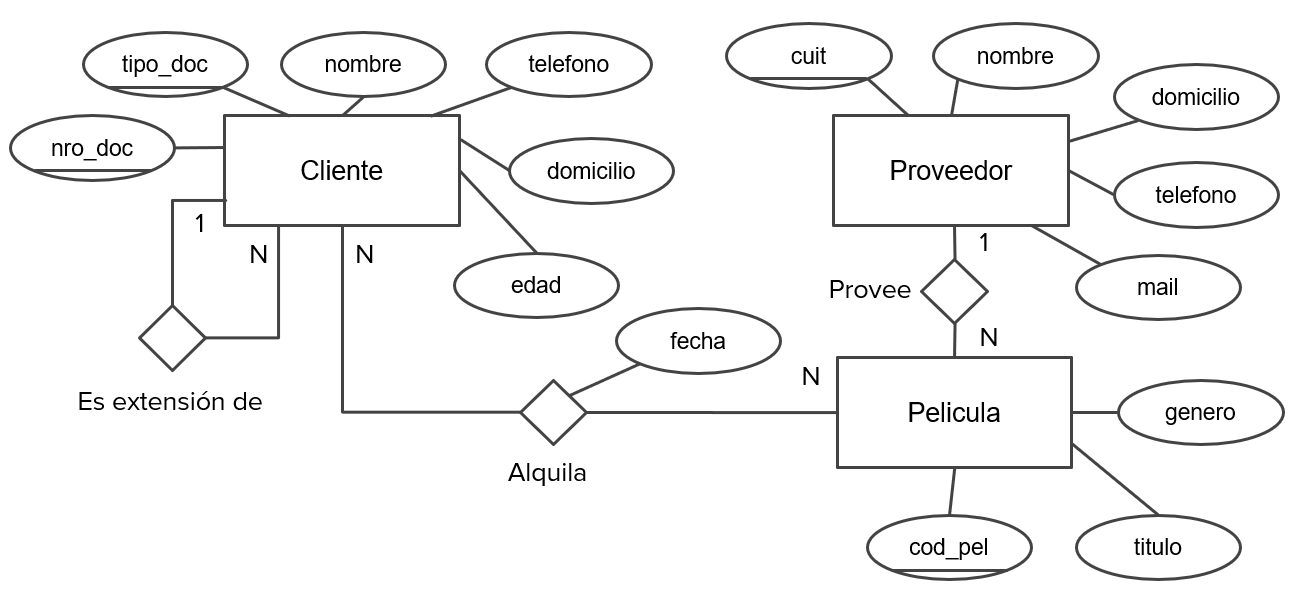 tipo_doc
nombre
telefono
nro_doc
Cliente
domicilio
edad
1
N
N
Es extensión de
fecha
Alquila
N
cuit
nombre
domicilio
Proveedor
telefono
mail
1
Provee
N
Pelicula
genero
cod_pel
titulo